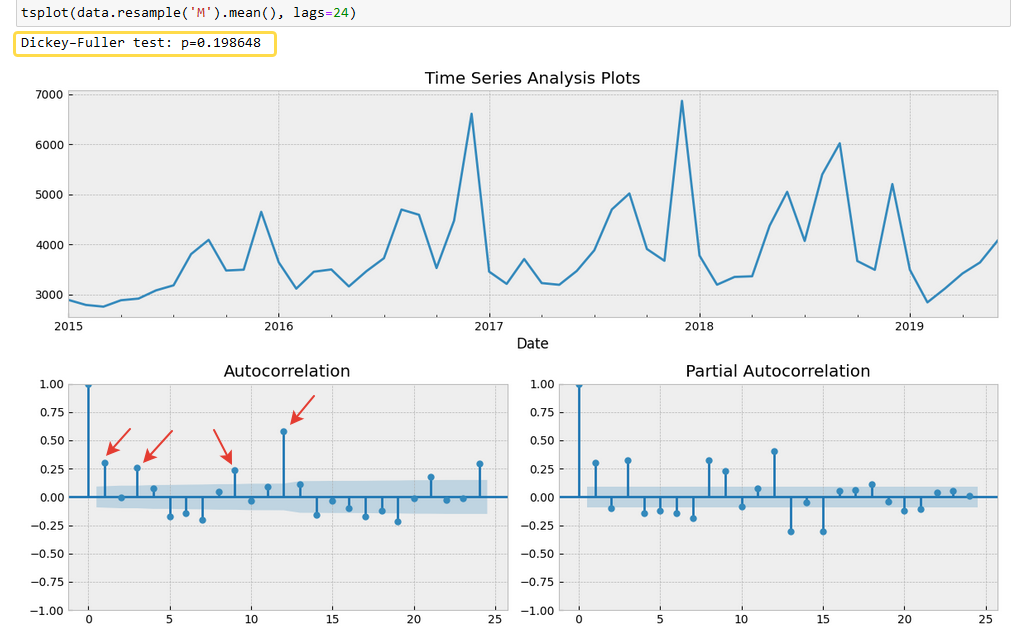 tsplot(data.resample('M').mean(), lags=24)
Dickey-Fuller test: p=0.198648
Time Series Analysis Plots
7000
6000
5000
4000
3000
2015 2016 2017 2018 2019
Date
Autocorrelation
1.00
0.75
0.50
0.25
0.00
−0.25
−0.50
−0.75
−1.00
0 5 10 15 20 25
Partial Autocorrelation
1.00
0.75
0.50
0.25
0.00
−0.25
−0.50
−0.75
−1.00
0 5 10 15 20 25